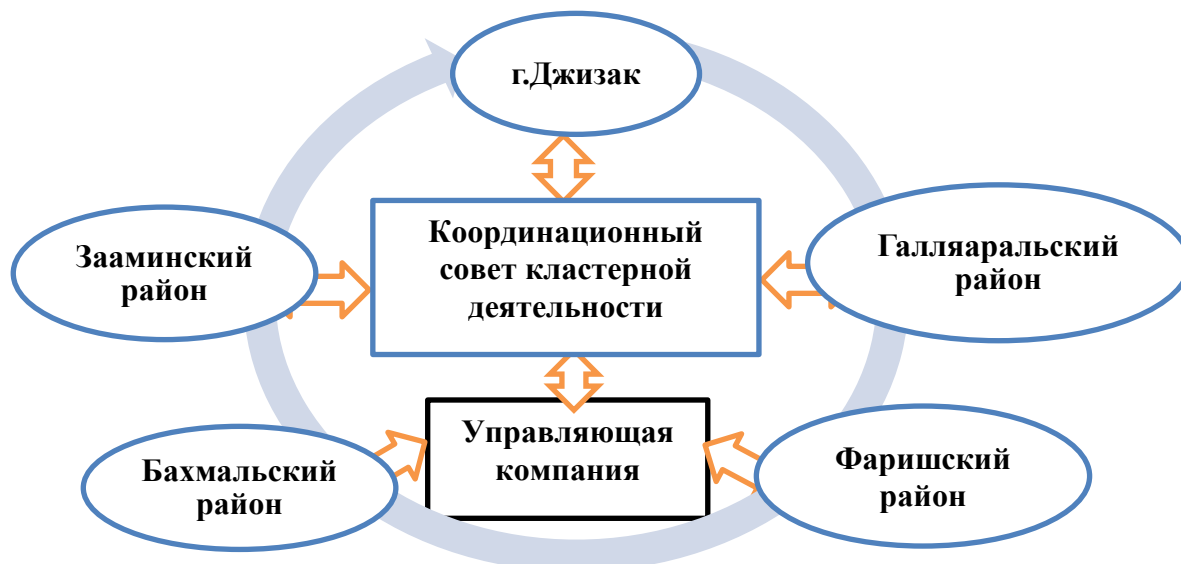 г.Джизак
Зааминский
район
Координационный
совет кластерной
деятельности
Галляаральский
район
Управляющая
компания
Бахмальский
район
Фаришский
район